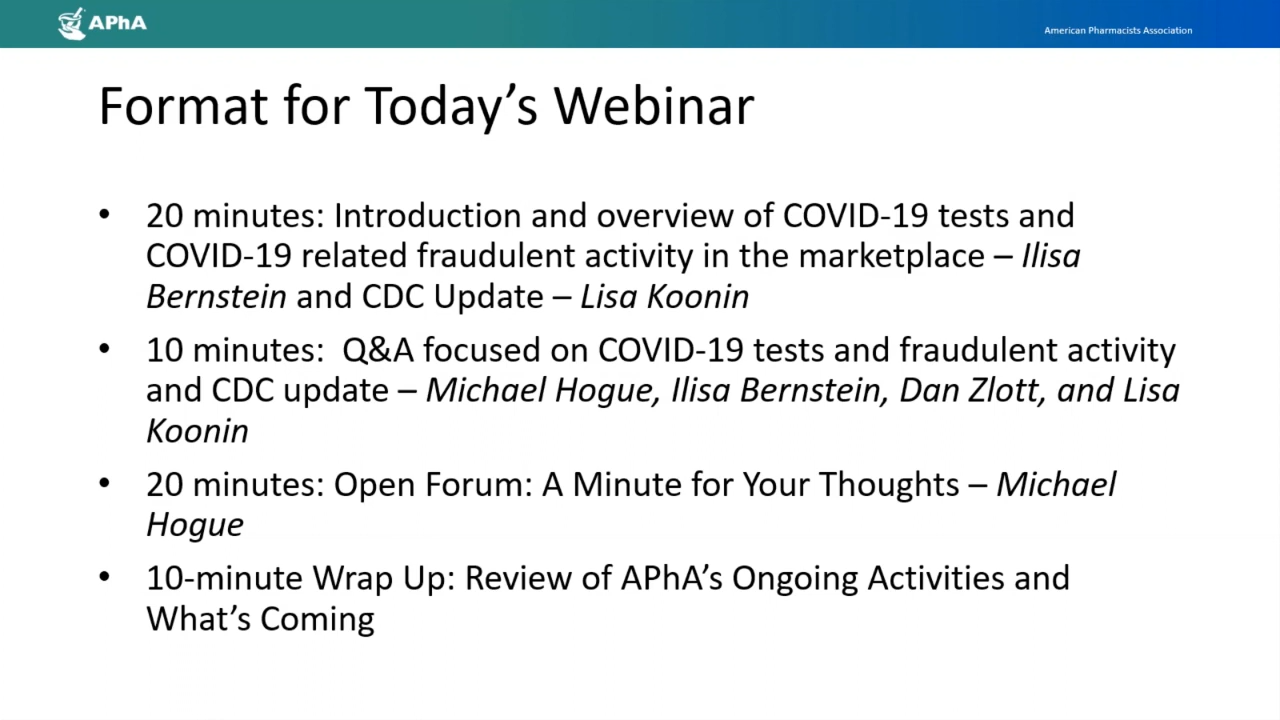 APhA
American Pharmacists Association
Format for Today’s Webinar
• 20 minutes: Introduction and overview of COVID-19 tests and
COVID-19 related fraudulent activity in the marketplace – Ilisa
Bernstein and CDC Update – Lisa Koonin
• 10 minutes:  Q&A focused on COVID-19 tests and fraudulent activity
and CDC update – Michael Hogue, Ilisa Bernstein, Dan Zlott, and Lisa
Koonin
• 20 minutes: Open Forum: A Minute for Your Thoughts – Michael
Hogue
• 10-minute Wrap Up: Review of APhA’s Ongoing Activities and
What’s Coming